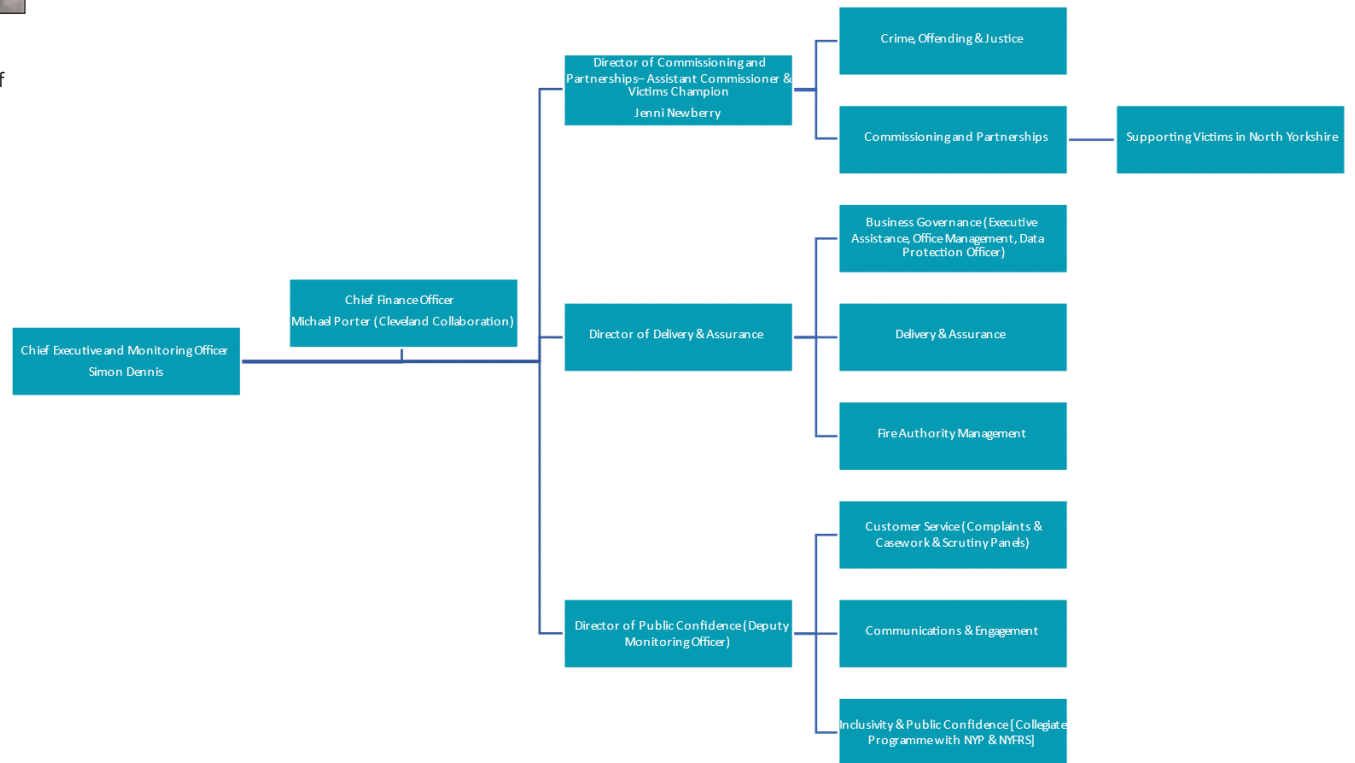 f
Chief Executive and Monitoring Officer
Simon Dennis
Chief Finance Officer
Michael Porter (Cleveland Collaboration)
Director of Commissioning and
Partnerships– Assistant Commissioner &
Victims Champion
Jenni Newberry
Crime, Offending & Justice
Commissioning and Partnerships
Supporting Victims in North Yorkshire
Director of Delivery & Assurance
Business Governance (Executive
Assistance, Office Management, Data
Protection Officer)
Delivery & Assurance
Fire Authority Management
Director of Public Confidence (Deputy
Monitoring Officer)
Customer Service (Complaints &
Casework & Scrutiny Panels)
Communications & Engagement
Inclusivity & Public Confidence [Collegiate
Programme with NYP & NYFRS]